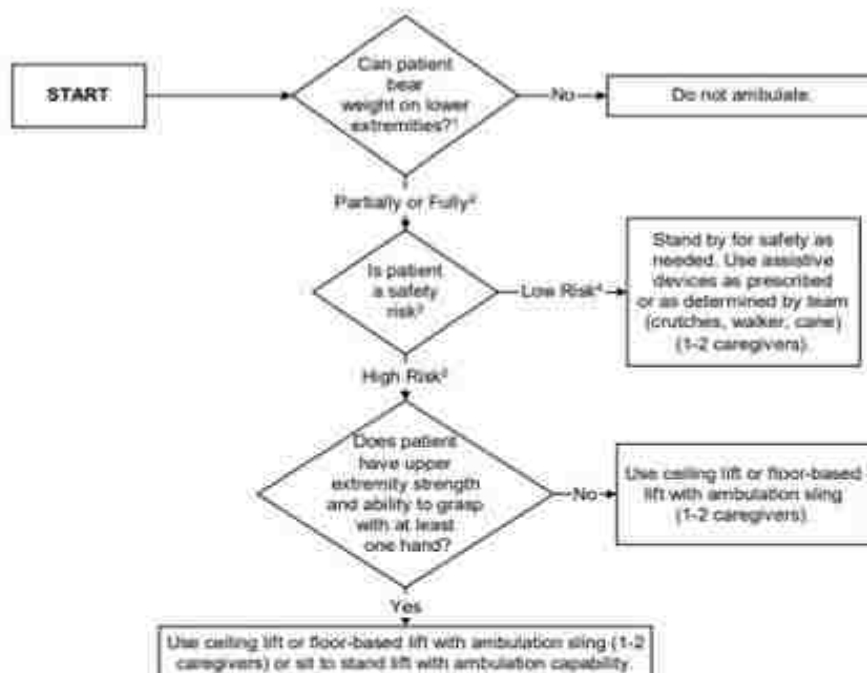 START
Can patient
bear
weight on lower
extremities?¹
No
Do not ambulate.
Partially or Fully²
Is patient
a safety
risk?
Low Risk⁴
Stand by for safety as
needed. Use assistive
devices as prescribed
or as determined by team
(crutches, walker, cane)
(1-2 caregivers).
High Risk³
Does patient
have upper
extremity strength
and ability to grasp
with at least
one hand?
No
Use ceiling lift or floor-based
lift with ambulation sling
(1-2 caregivers)
Yes
Use ceiling lift or floor-based lift with ambulation sling (1-2
caregivers) or sit to stand lift with ambulation capability.